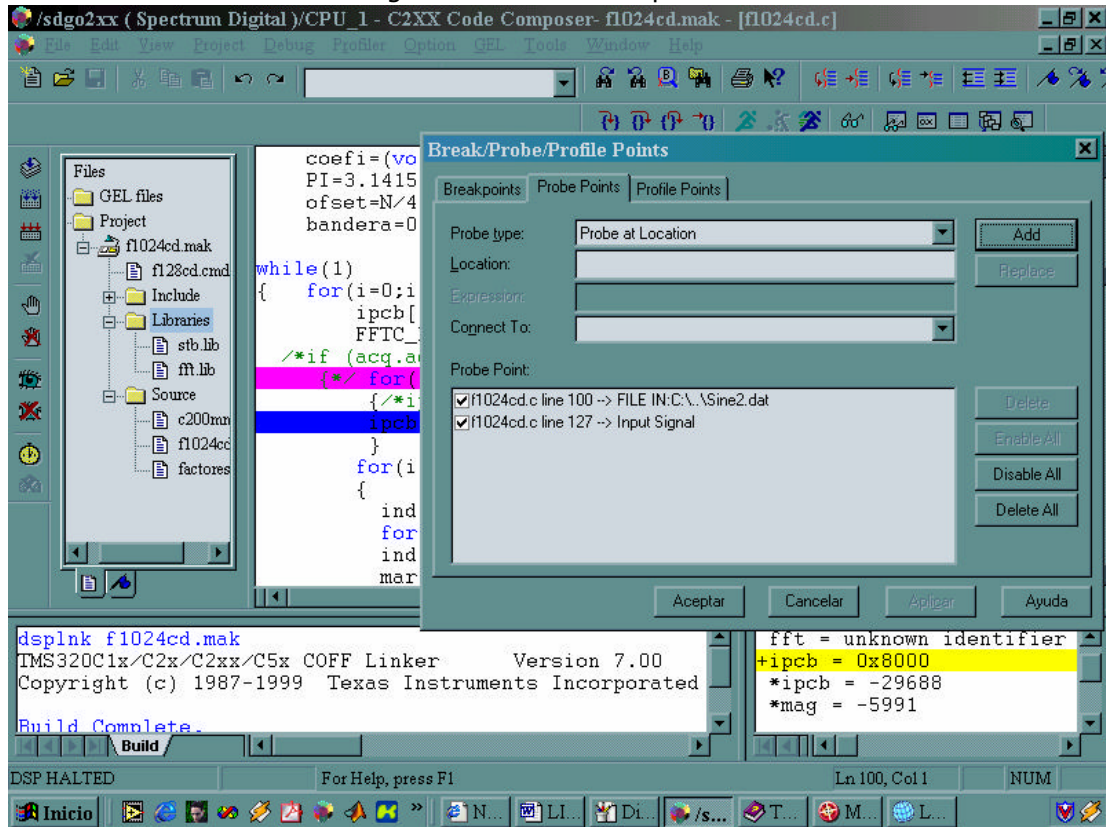 /sdgo2xx ( Spectrum Digital )/CPU_1 - C2XX Code Composer- f1024cd.mak - [f1024cd.c]
File Edit View Project Debug Profiler Option GEL Tools Window Help
Files
GEL files
Project
f1024cd.mak
f128cd.cmd
Include
Libraries
stb.lib
fft.lib
Source
c200mn
f1024cd
factores
coefi=(vo
PI=3.1415
ofset=N/4
bandera=0
while(1)
{ for(i=0;i
ipcb[
FFTC_
/*if (acq.a
{*/ for(
{/*i
ipcb
}
for(i
{
ind
for
ind
mar
Break/Probe/Profile Points
Breakpoints Probe Points Profile Points
Probe type: Probe at Location
Add
Location:
Replace
Expression:
Connect To:
Probe Point:
f1024cd.c line 100 --> FILE IN:C:\..\Sine2.dat
f1024cd.c line 127 --> Input Signal
Delete
Enable All
Disable All
Delete All
Aceptar Cancelar Apligar Ayuda
dsplnk f1024cd.mak
TMS320C1x/C2x/C2xx/C5x COFF Linker Version 7.00
Copyright (c) 1987-1999 Texas Instruments Incorporated
Build Complete.
Build
fft = unknown identifier
+ipcb = 0x8000
*ipcb = -29688
*mag = -5991
DSP HALTED For Help, press F1 Ln 100, Col 1 NUM
Inicio » N... LI... Di... /s... T... M... L...